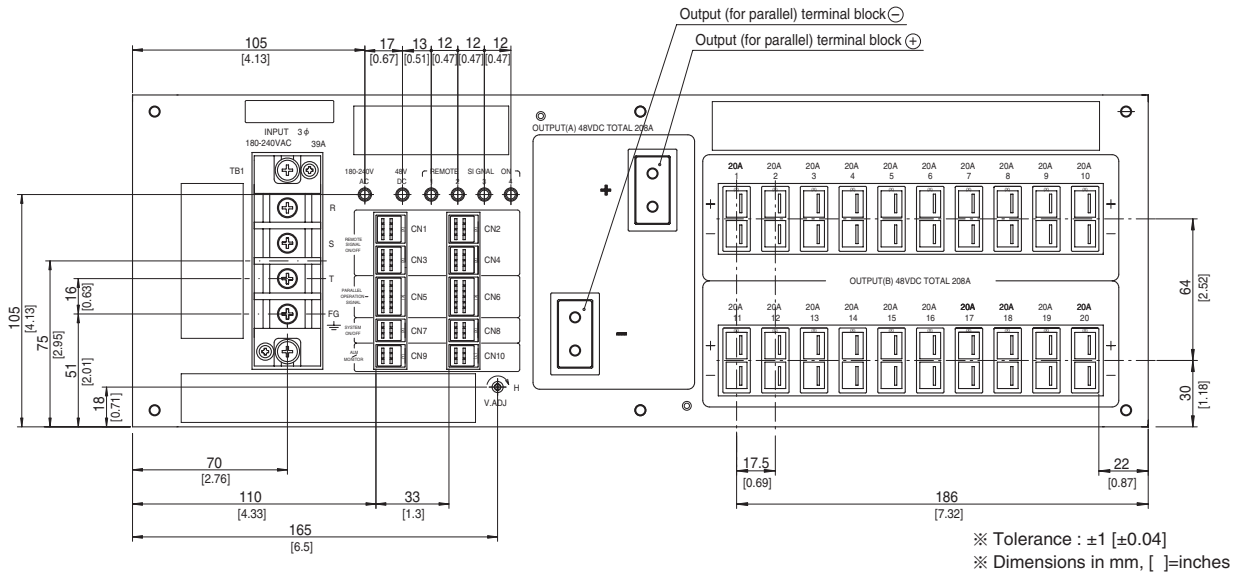 Output (for parallel) terminal block ⊖
Output (for parallel) terminal block ⊕
105
[4.13]
17
[0.67]
13
[0.51]
12
[0.47]
12
[0.47]
12
[0.47]
INPUT 3φ
180-240VAC 39A
TB1
R
S
T
FG
180-240V
AC
48V
DC
REMOTE SIGNAL ON
1 2 3 4
REMOTE
SIGNAL
ON/OFF
CN1 CN2
CN3 CN4
PARALLEL
OPERATION
SIGNAL
CN5 CN6
SYSTEM
ON/OFF
CN7 CN8
MONITOR
CN9 CN10
H
V.ADJ
OUTPUT(A) 48VDC TOTAL 208A
+
-
20A 20A 20A 20A 20A 20A 20A 20A 20A 20A
1 2 3 4 5 6 7 8 9 10
+ +
- -
OUTPUT(B) 48VDC TOTAL 208A
20A 20A 20A 20A 20A 20A 20A 20A 20A 20A
11 12 13 14 15 16 17 18 19 20
+ +
- -
105
[4.13]
75
[2.95]
16
[0.63]
51
[2.01]
18
[0.71]
64
[2.52]
30
[1.18]
70
[2.76]
110
[4.33]
33
[1.3]
165
[6.5]
17.5
[0.69]
22
[0.87]
186
[7.32]
※ Tolerance : ±1 [±0.04]
※ Dimensions in mm, [ ]=inches